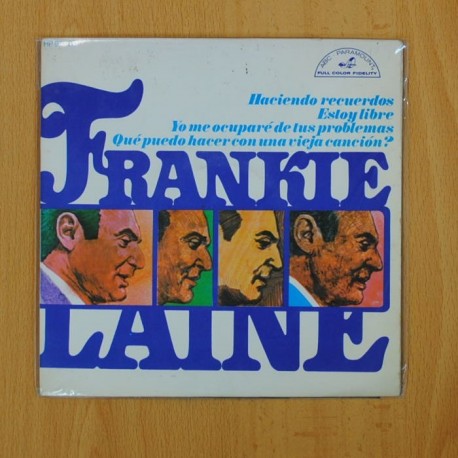 ABC PARAMOUNT
FULL COLOR FIDELITY
Haciendo recuerdos
Estoy libre
Yo me ocuparé de tus problemas
Qué puedo hacer con una vieja canción?
FRANKIE
LAINE